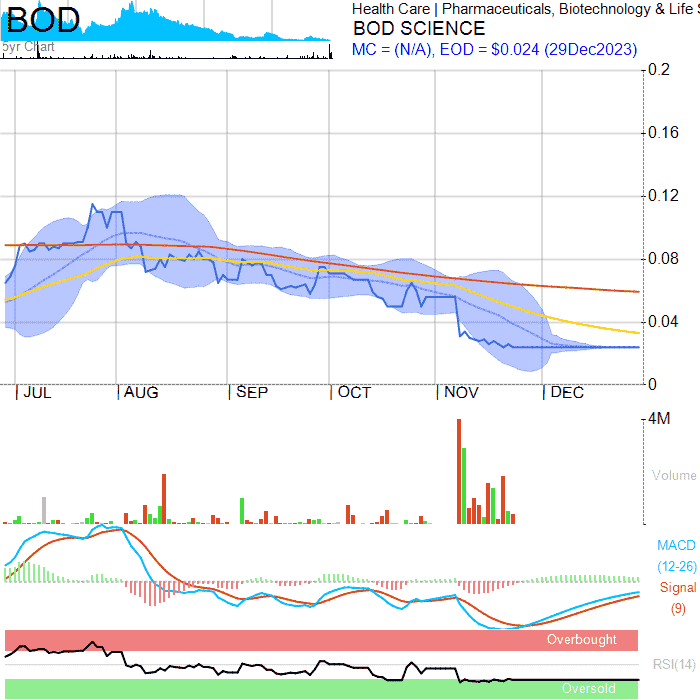 BOD
5yr Chart
Health Care | Pharmaceuticals, Biotechnology & Life S
BOD SCIENCE
MC = (N/A), EOD = $0.024 (29Dec2023)
0.2
0.16
0.12
0.08
0.04
0
| JUL | AUG | SEP | OCT | NOV | DEC
4M
Volume
MACD
(12-26)
Signal
(9)
Overbought
RSI(14)
Oversold